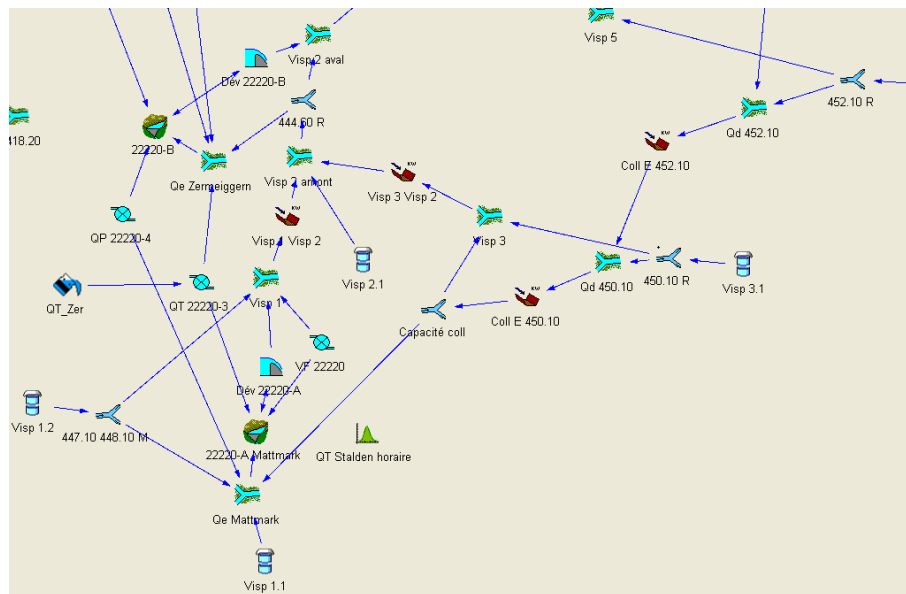 Visp 5
Visp 2 aval
Dév 22220-B
452.10 R
444.60 R
418.20
Qd 452.10
22220-B
Coll E 452.10
Qe Zermeiggern
Visp 2 amont
Visp 3 Visp 2
QP 22220-4
Visp 1 Visp 2
Visp 3
Visp 2.1
Qd 450.10
450.10 R
Visp 3.1
QT_Zer
QT 22220-3
Visp 1
Capacité coll
Coll E 450.10
VF 22220
Dév 22220-A
Visp 1.2
447.10 448.10 M
22220-A Mattmark
QT Stalden horaire
Qe Mattmark
Visp 1.1